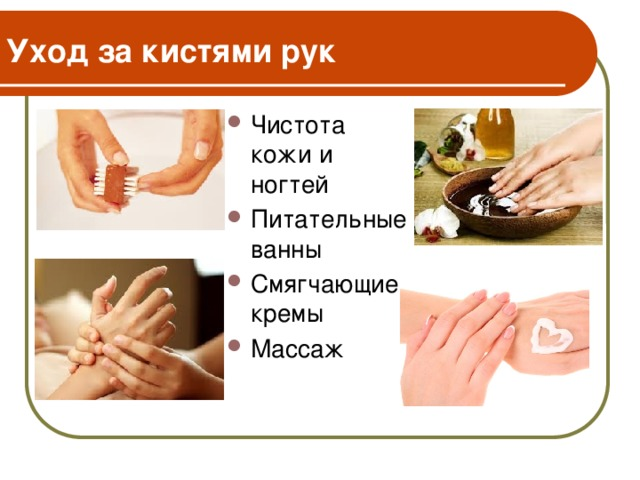 Уход за кистями рук
Чистота
кожи и
ногтей
Питательные
ванны
Смягчающие
кремы
Массаж